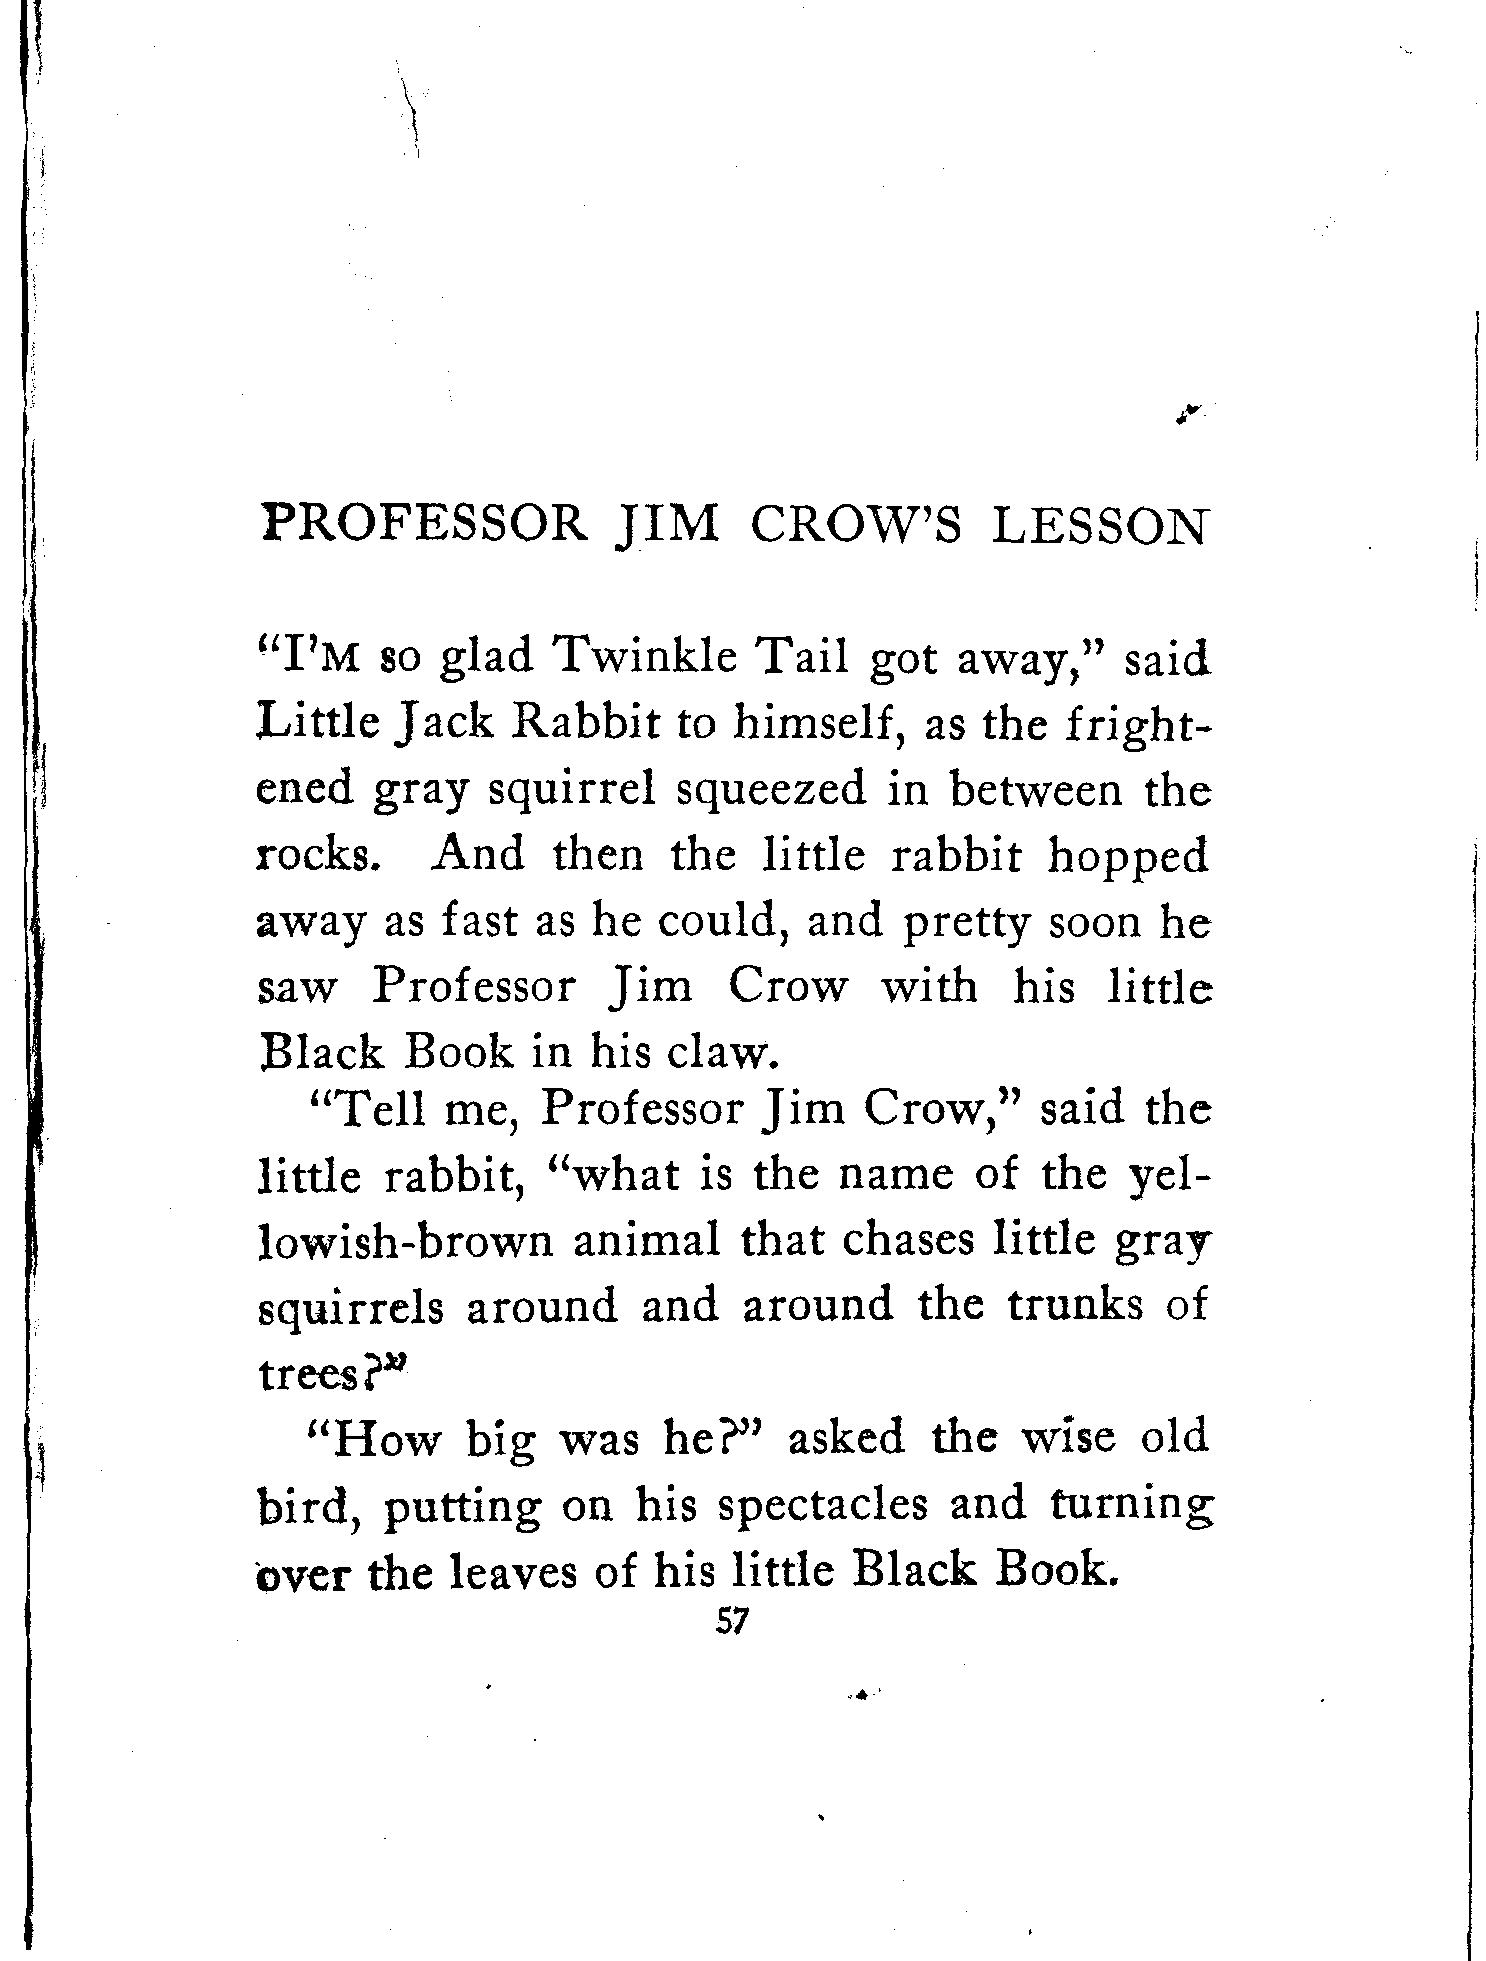 PROFESSOR JIM CROW'S LESSON
“I'M so glad Twinkle Tail got away,” said
Little Jack Rabbit to himself, as the fright-
ened gray squirrel squeezed in between the
rocks. And then the little rabbit hopped
away as fast as he could, and pretty soon he
saw Professor Jim Crow with his little
Black Book in his claw.
“Tell me, Professor Jim Crow,” said the
little rabbit, “what is the name of the yel-
lowish-brown animal that chases little gray
squirrels around and around the trunks of
trees?”
“How big was he?” asked the wise old
bird, putting on his spectacles and turning
over the leaves of his little Black Book.
57